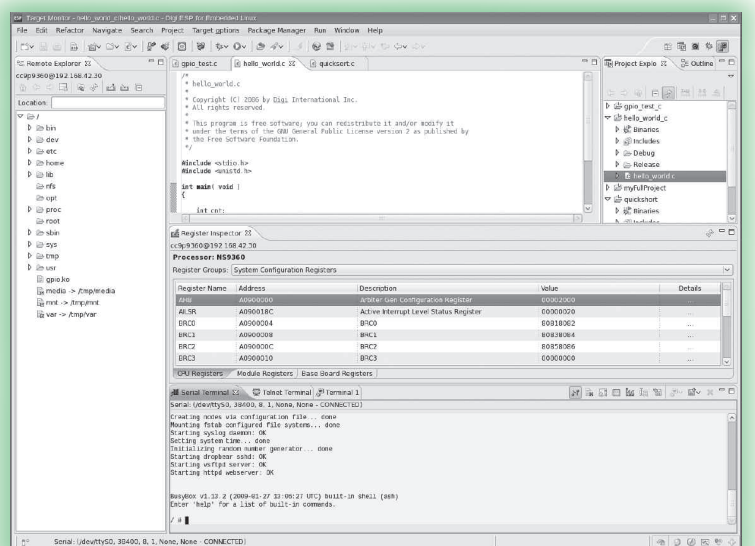 Target Monitor - hello_world_c/hello_world.c - Digi ESP for Embedded Linux
File Edit Refactor Navigate Search Project Target options Package Manager Run Window Help
Remote Explorer
cc9p9360@192.168.42.30
Location:
/
bin
dev
etc
home
lib
nfs
opt
proc
root
sbin
sys
tmp
usr
gpio.ko
media -> /tmp/media
mnt -> /tmp/mnt
var -> /tmp/var
gpio_test.c hello_world.c quicksort.c
/*
* hello_world.c
*
* Copyright (C) 2006 by Digi International Inc.
* All rights reserved.
*
* This program is free software; you can redistribute it and/or modify it
* under the terms of the GNU General Public License version 2 as published by
* the Free Software Foundation.
*/
#include <stdio.h>
#include <unistd.h>
int main( void )
{
int cnt;
Project Explo Outline
gpio_test_c
hello_world_c
Binaries
Includes
Debug
Release
hello_world.c
myFullProject
quickshort
Binaries
Includes
Register Inspector
cc9p9360@192.168.42.30
Processor: NS9360
Register Groups: System Configuration Registers
Register Name Address Description Value Details
AHB A0900000 Arbiter Gen Configuration Register 00002000 ...
AILSR A090018C Active Interrupt Level Status Register 00000020 ...
BRC0 A0900004 BRC0 80818082 ...
BRC1 A0900008 BRC1 80838084 ...
BRC2 A090000C BRC2 80858086 ...
BRC3 A0900010 BRC3 00000000 ...
CPU Registers Module Registers Base Board Registers
Serial Terminal Telnet Terminal Terminal 1
Serial: (/dev/ttyS0, 38400, 8, 1, None, None - CONNECTED)
Creating nodes via configuration file... done
Mounting fstab configured file systems... done
Starting syslog daemon: OK
Setting system time... done
Initializing random number generator... done
Starting dropbear sshd: OK
Starting vsftpd server: OK
Starting httpd webserver: OK
BusyBox v1.13.2 (2009-01-27 13:06:27 UTC) built-in shell (ash)
Enter 'help' for a list of built-in commands.
/ #
Serial: (/dev/ttyS0, 38400, 8, 1, None, None - CONNECTED)